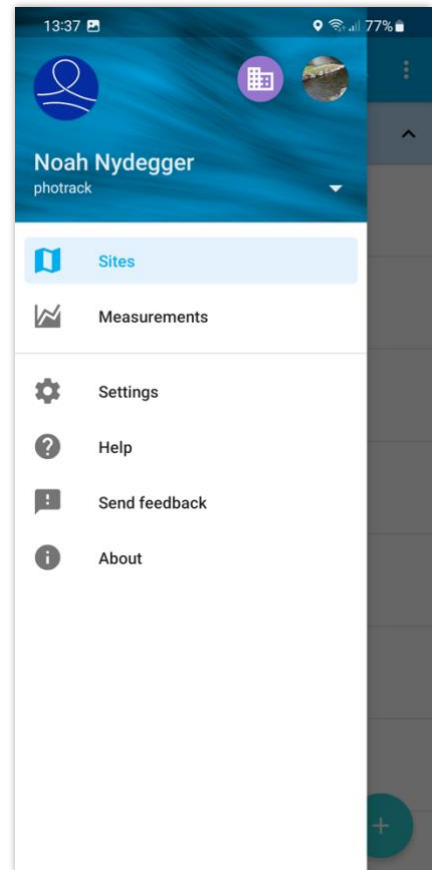 13:37
77%
Noah Nydegger
photrack
Sites
Measurements
Settings
Help
Send feedback
About